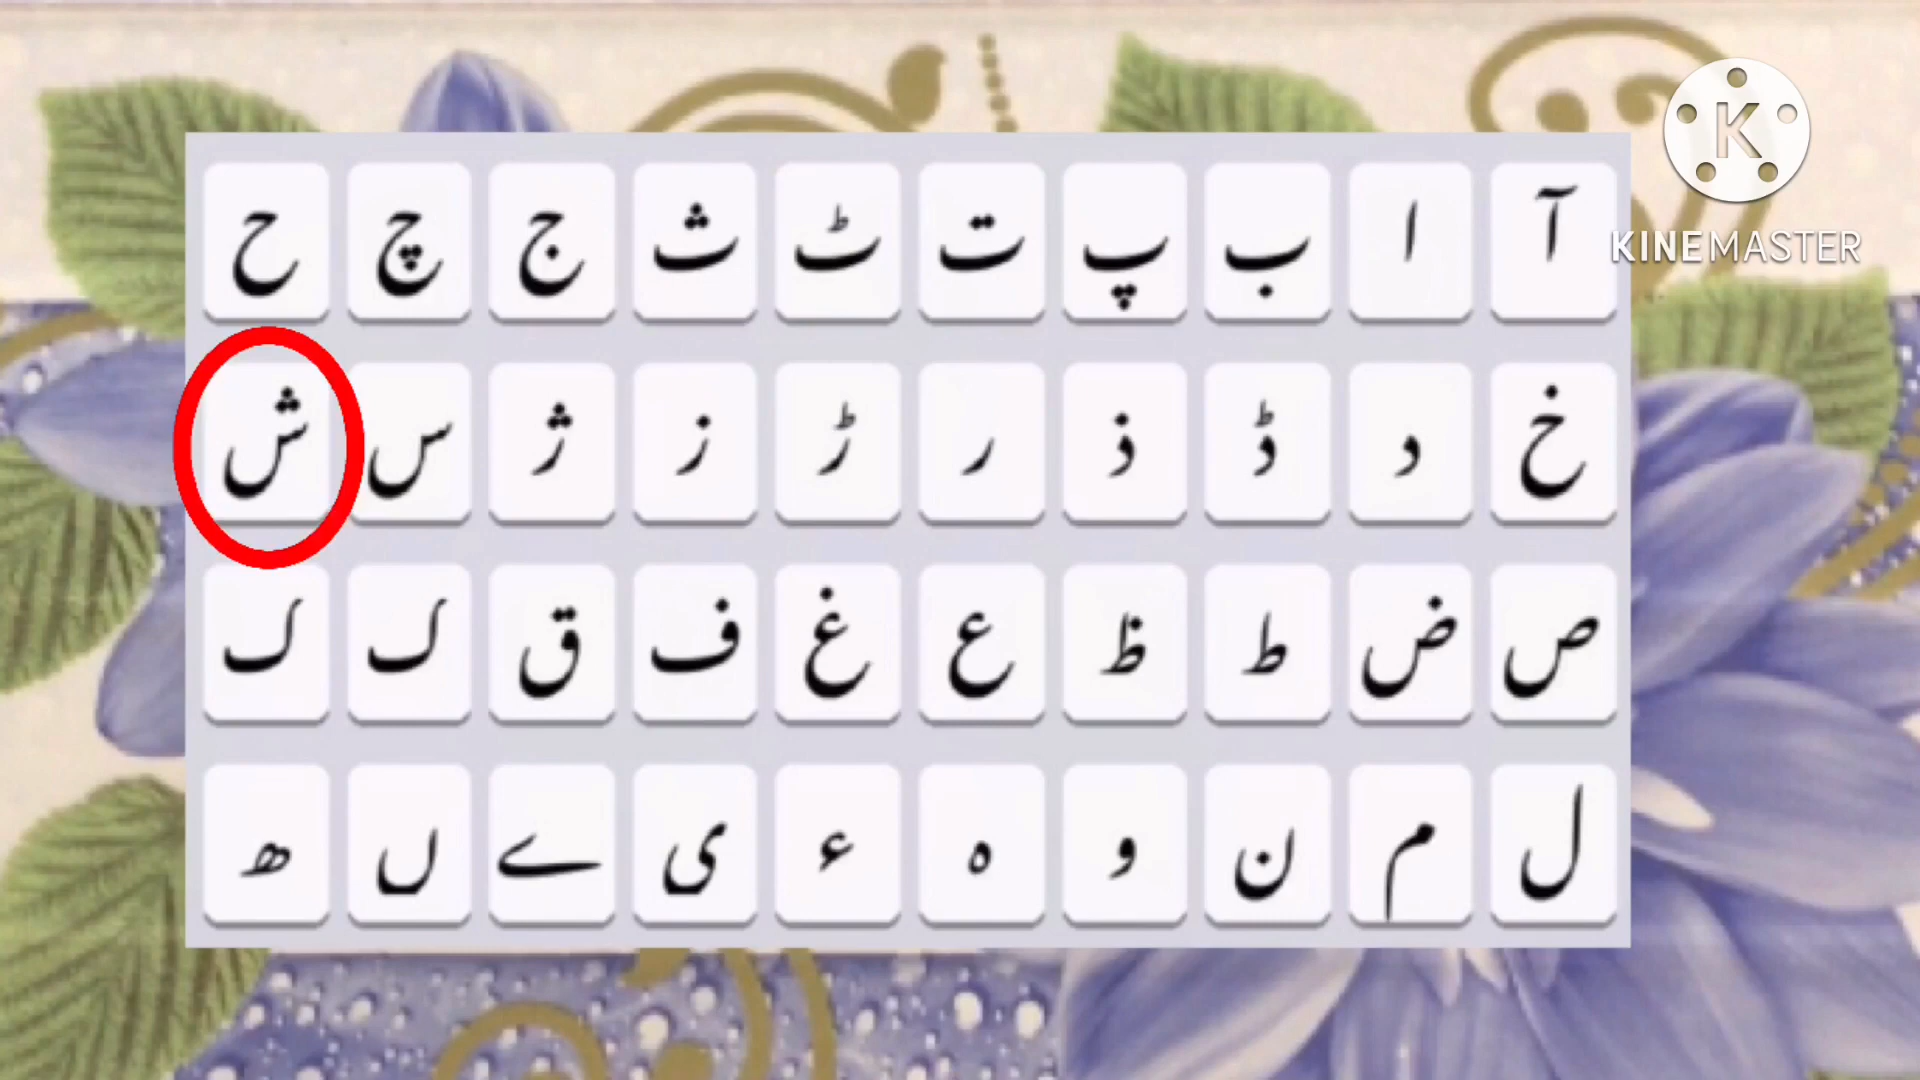 آ ا ب پ ت ٹ ث ج چ ح
خ د ڈ ذ ر ڑ ز ژ س ش
ص ض ط ظ ع غ ف ق ک ک
ل م ن و ہ ء ی ے ں ھ
K
KINEMASTER